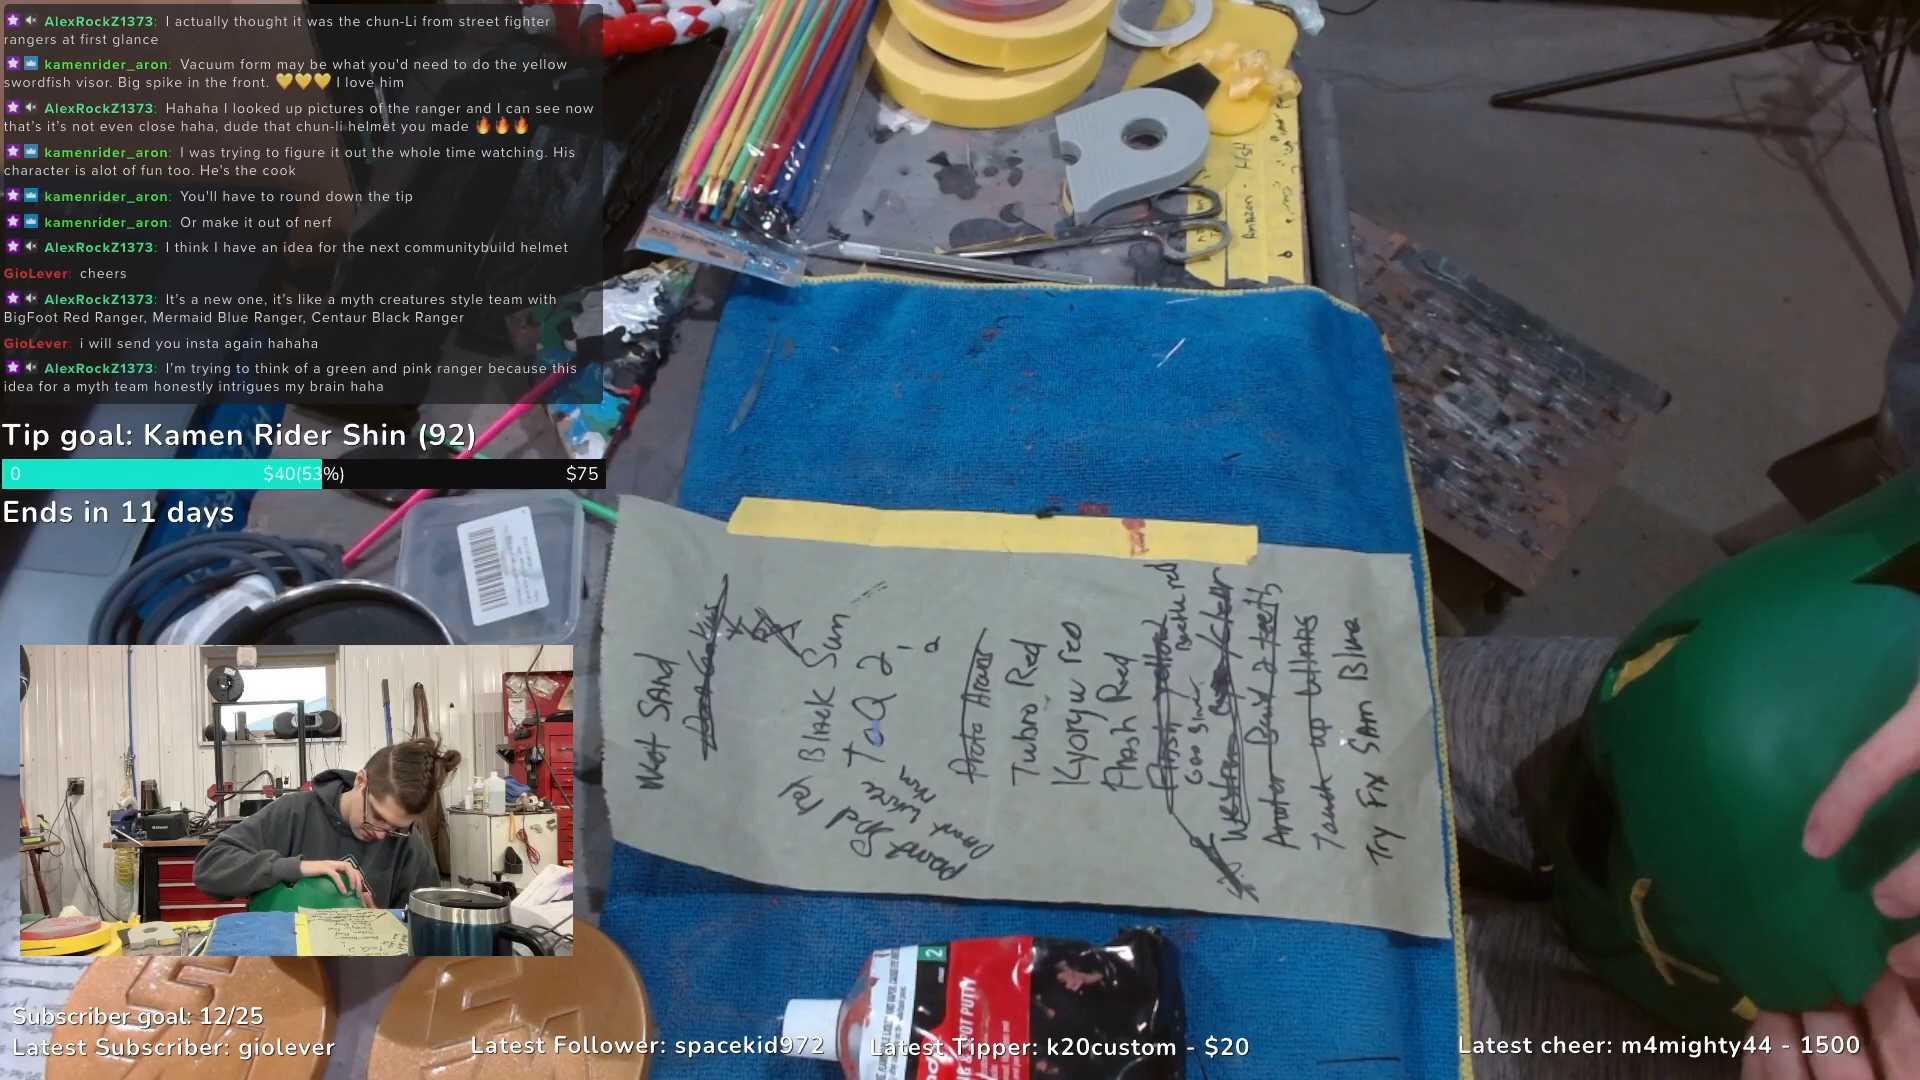 AlexRockZ1373: I actually thought it was the chun-Li from street fighter
rangers at first glance
kamenrider_aron: Vacuum form may be what you'd need to do the yellow
swordfish visor. Big spike in the front. 💛💛💛 I love him
AlexRockZ1373: Hahaha I looked up pictures of the ranger and I can see now
that's it's not even close haha, dude that chun-li helmet you made 🔥🔥🔥
kamenrider_aron: I was trying to figure it out the whole time watching. His
character is alot of fun too. He's the cook
kamenrider_aron: You'll have to round down the tip
kamenrider_aron: Or make it out of nerf
AlexRockZ1373: I think I have an idea for the next communitybuild helmet
GioLever: cheers
AlexRockZ1373: It's a new one, it's like a myth creatures style team with
BigFoot Red Ranger, Mermaid Blue Ranger, Centaur Black Ranger
GioLever: i will send you insta again hahaha
AlexRockZ1373: I'm trying to think of a green and pink ranger because this
idea for a myth team honestly intrigues my brain haha
Tip goal: Kamen Rider Shin (92)
0 $40(53%) $75
Ends in 11 days
Wet SAnd
BlAck Sun
ToQ 2
Turbo Red
Kyoryu red
Flash Red
Try Fix SAm Blue
2
SPOT PUTTY
Subscriber goal: 12/25
Latest Subscriber: giolever
Latest Follower: spacekid972
Latest Tipper: k20custom - $20
Latest cheer: m4mighty44 - 1500